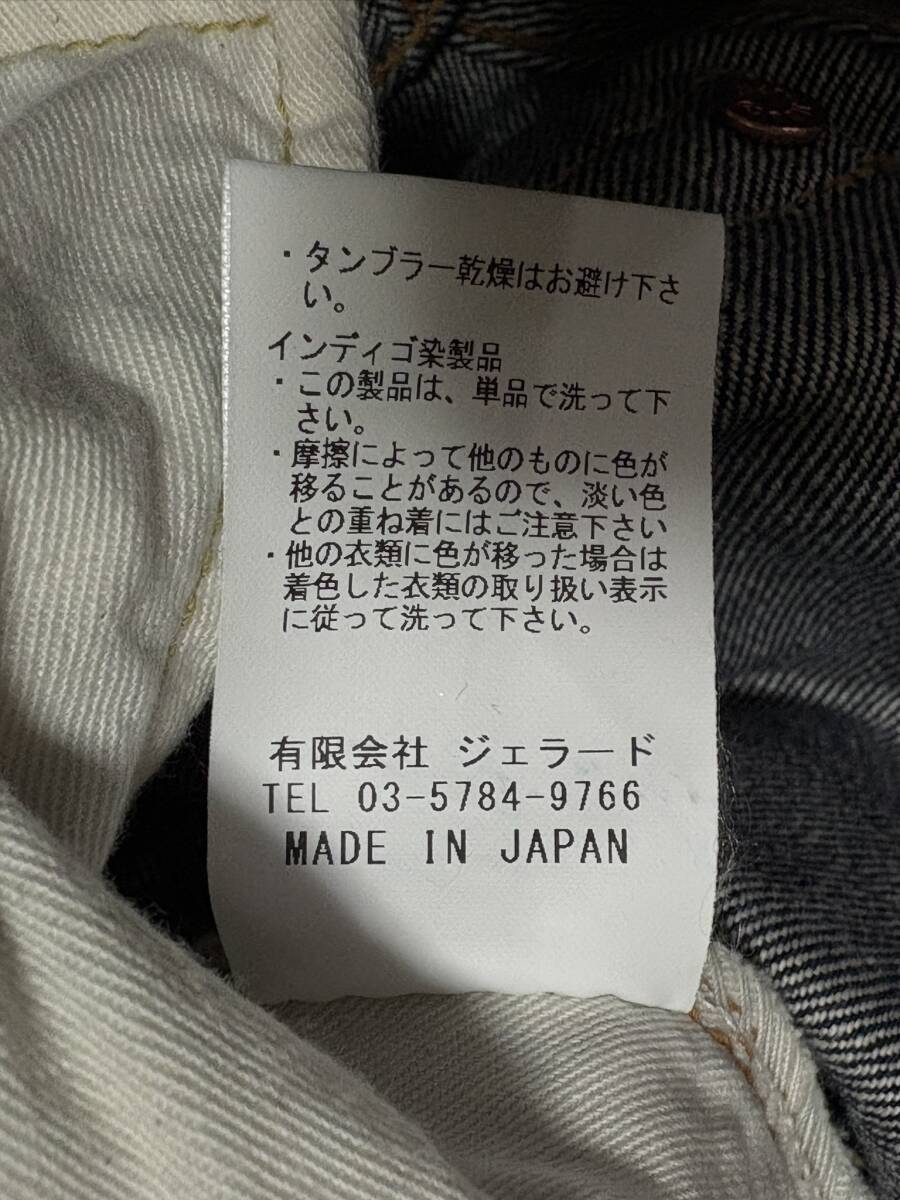 ・タンブラー乾燥はお避け下さ
い。
インディゴ染製品
・この製品は、単品で洗って下
さい。
・摩擦によって他のものに色が
移ることがあるので、淡い色
との重ね着にはご注意下さい
・他の衣類に色が移った場合は
着色した衣類の取り扱い表示
に従って洗って下さい。
有限会社 ジェラード
TEL 03-5784-9766
MADE IN JAPAN